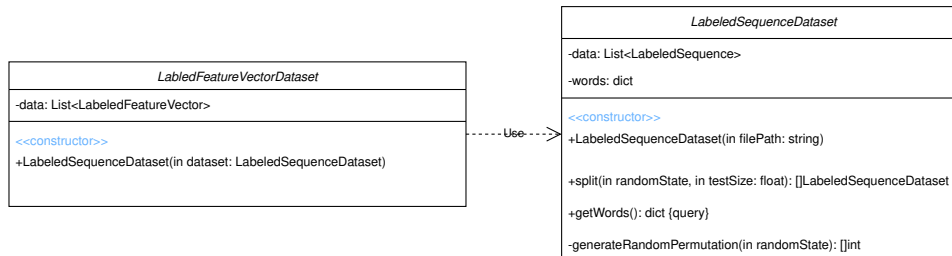 LabledFeatureVectorDataset
-data: List<LabeledFeatureVector>
<<constructor>>
+LabeledSequenceDataset(in dataset: LabeledSequenceDataset)
Use
LabeledSequenceDataset
-data: List<LabeledSequence>
-words: dict
<<constructor>>
+LabeledSequenceDataset(in filePath: string)
+split(in randomState, in testSize: float): []LabeledSequenceDataset
+getWords(): dict {query}
-generateRandomPermutation(in randomState): []int